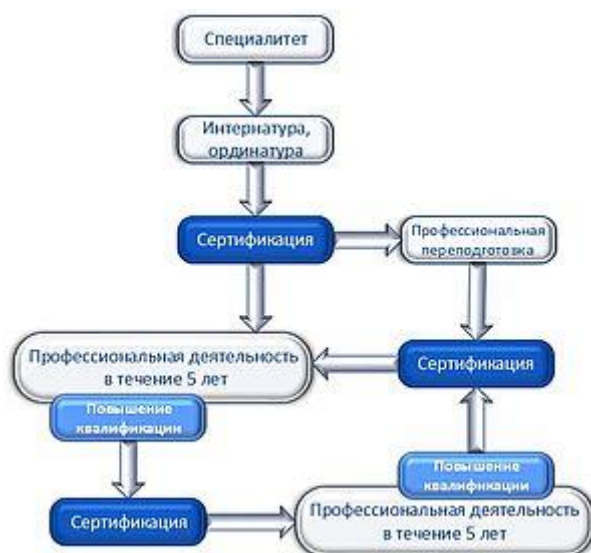 Специалитет
Интернатура,
ординатура
Сертификация
Профессиональная
переподготовка
Профессиональная деятельность
в течение 5 лет
Сертификация
Повышение
квалификации
Повышение
квалификации
Сертификация
Профессиональная деятельность
в течение 5 лет